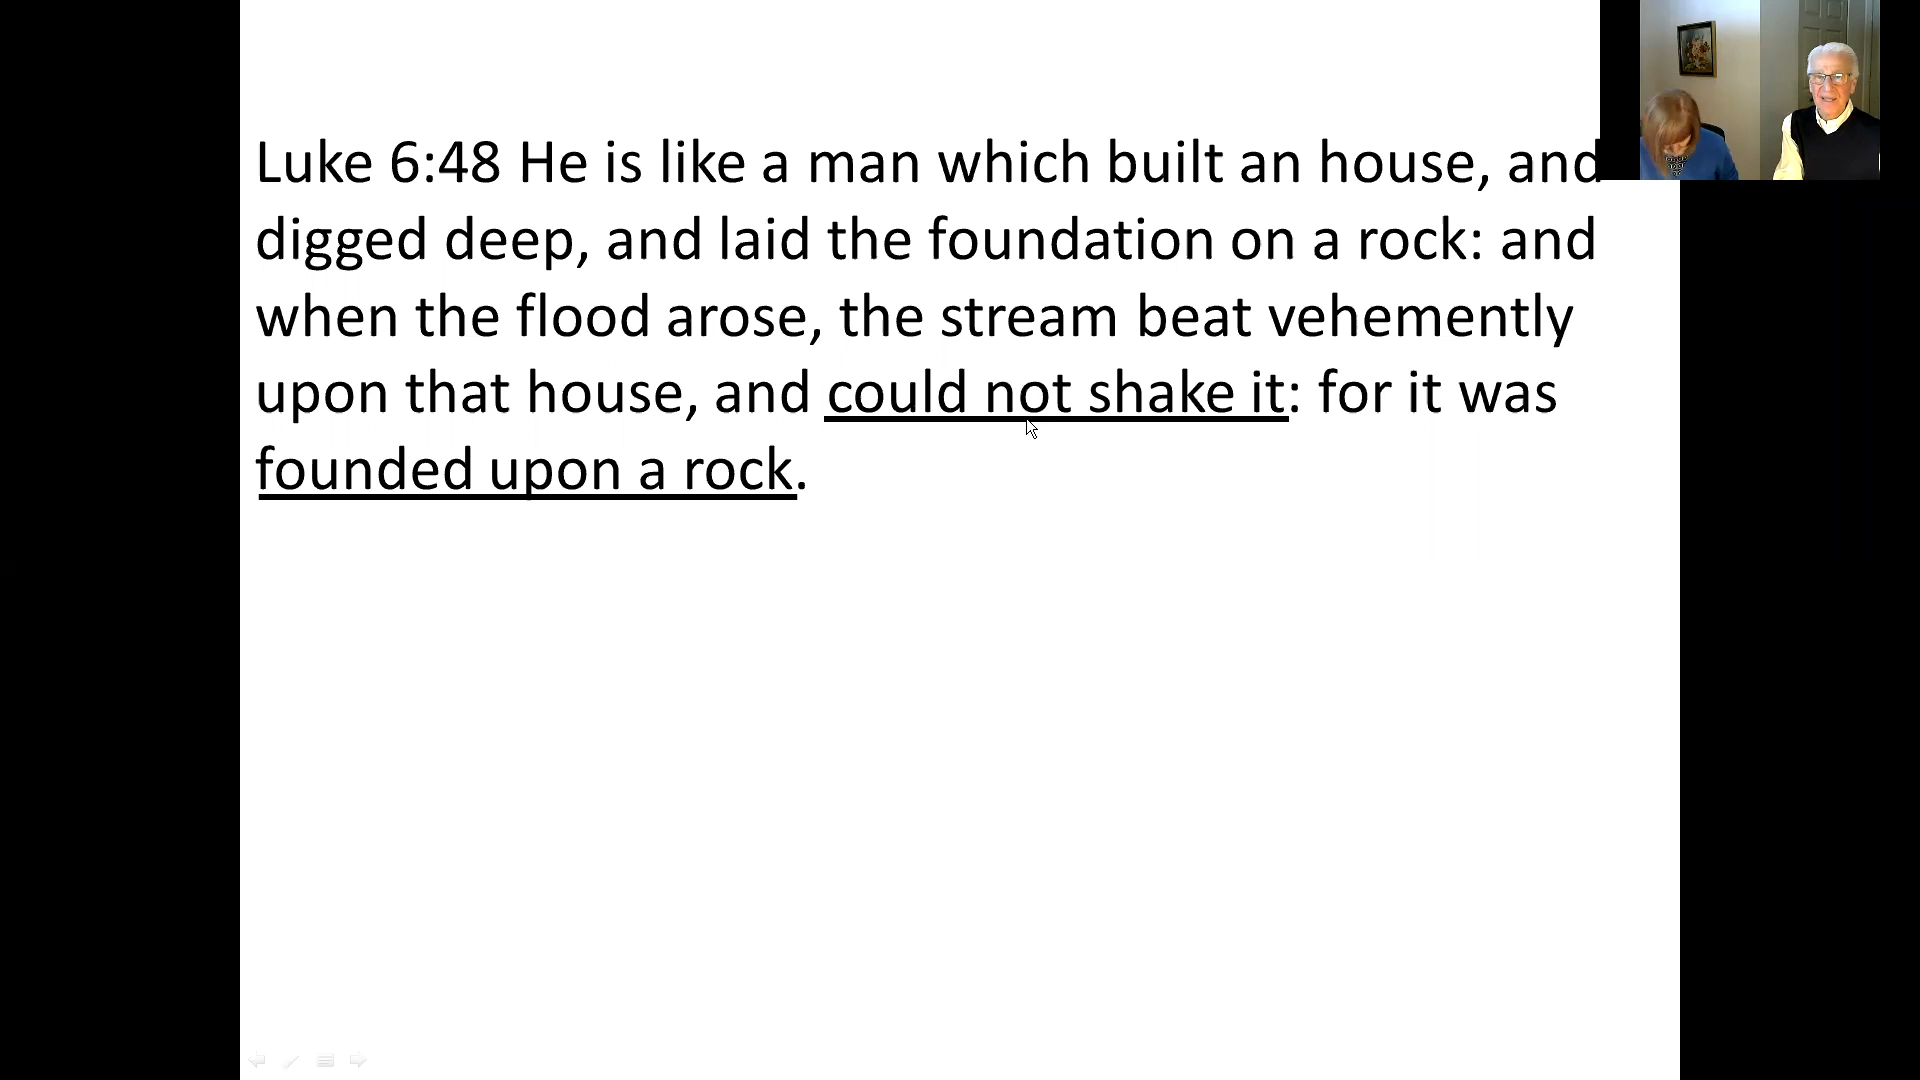 Luke 6:48 He is like a man which built an house, and
digged deep, and laid the foundation on a rock: and
when the flood arose, the stream beat vehemently
upon that house, and could not shake it: for it was
founded upon a rock.